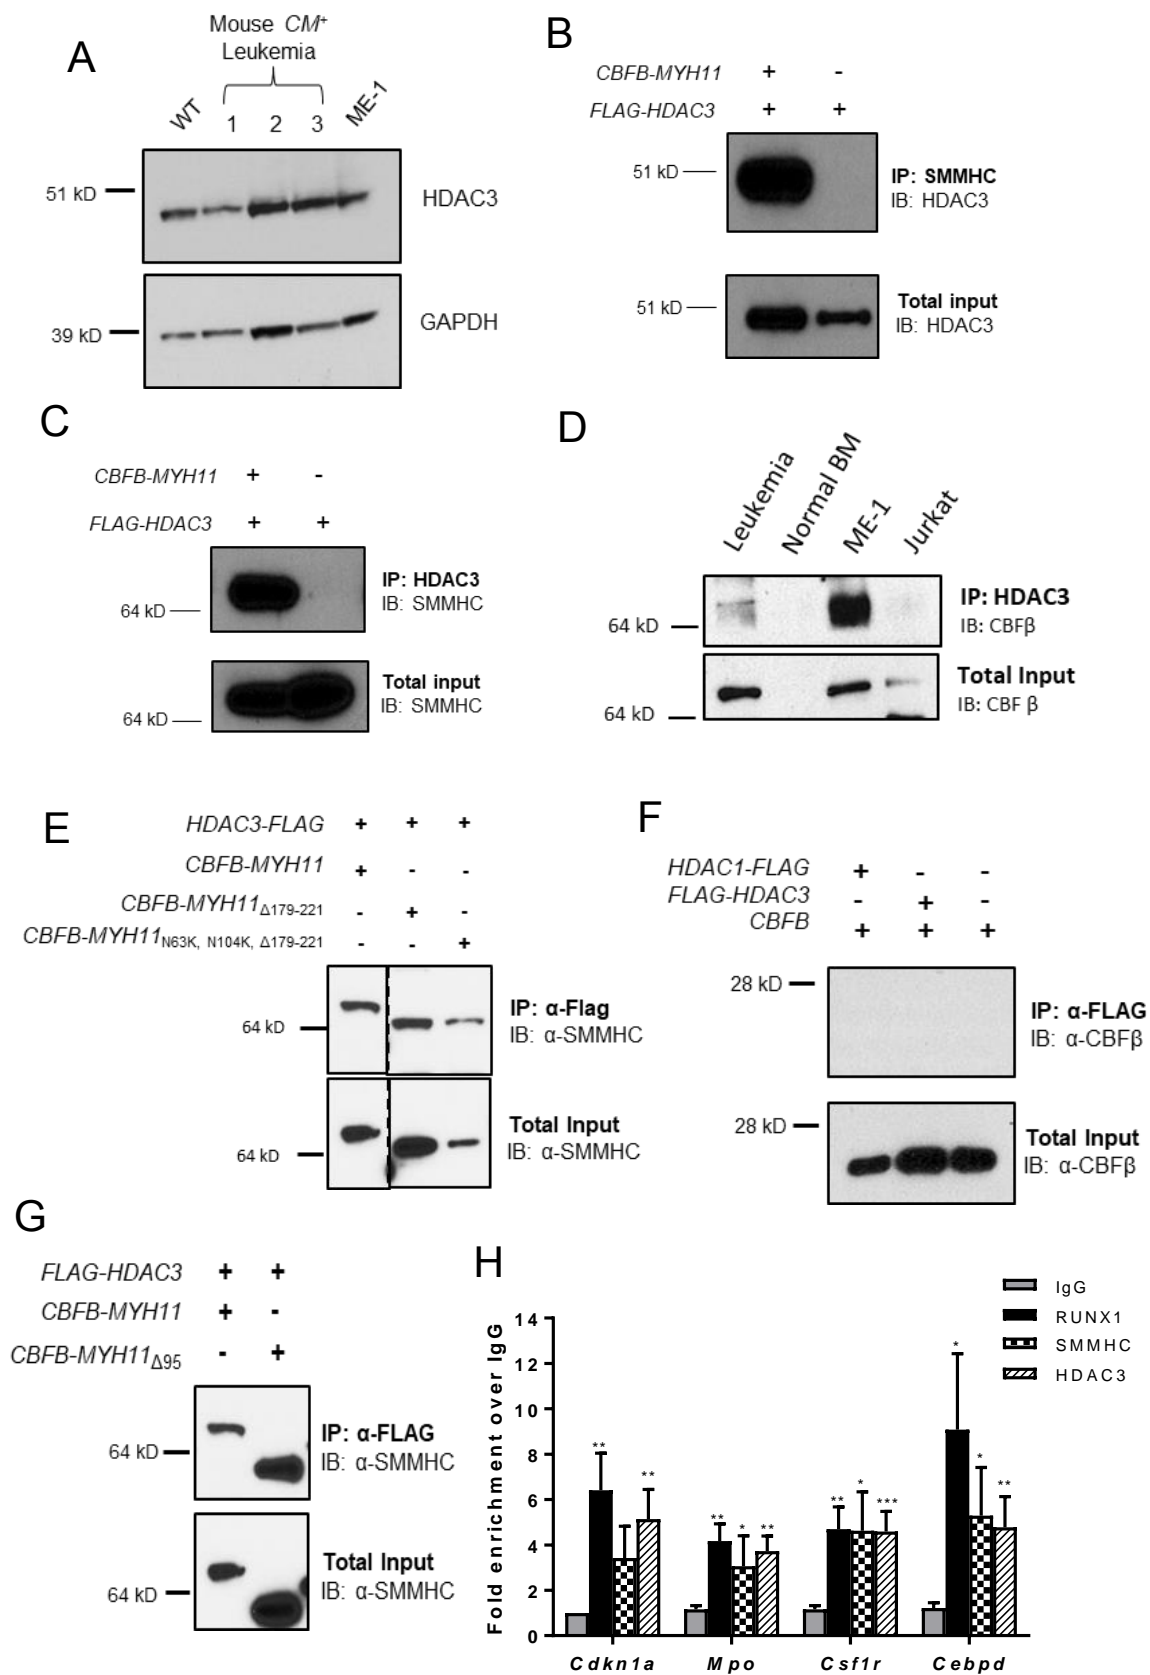 A
Mouse CM+
Leukemia
WT
1 2 3
ME-1
51 kD
HDAC3
39 kD
GAPDH
B
CBFB-MYH11 + -
FLAG-HDAC3 + +
51 kD
IP: SMMHC
IB: HDAC3
51 kD
Total input
IB: HDAC3
C
CBFB-MYH11 + -
FLAG-HDAC3 + +
64 kD
IP: HDAC3
IB: SMMHC
64 kD
Total input
IB: SMMHC
D
Leukemia
Normal BM
ME-1
Jurkat
64 kD
IP: HDAC3
IB: CBFβ
64 kD
Total Input
IB: CBF β
E
HDAC3-FLAG + + +
CBFB-MYH11 + - -
CBFB-MYH11Δ179-221 - + -
CBFB-MYH11N63K, N104K, Δ179-221 - - +
64 kD
IP: α-Flag
IB: α-SMMHC
64 kD
Total Input
IB: α-SMMHC
F
HDAC1-FLAG + - -
FLAG-HDAC3 - + -
CBFB + + +
28 kD
IP: α-FLAG
IB: α-CBFβ
28 kD
Total Input
IB: α-CBFβ
G
FLAG-HDAC3 + +
CBFB-MYH11 + -
CBFB-MYH11Δ95 - +
64 kD
IP: α-FLAG
IB: α-SMMHC
64 kD
Total Input
IB: α-SMMHC
H
Fold enrichment over IgG
14
12
10
8
6
4
2
0
IgG
RUNX1
SMMHC
HDAC3
** **
** * **
** * ***
* * **
Cdkn1a Mpo Csf1r Cebpd